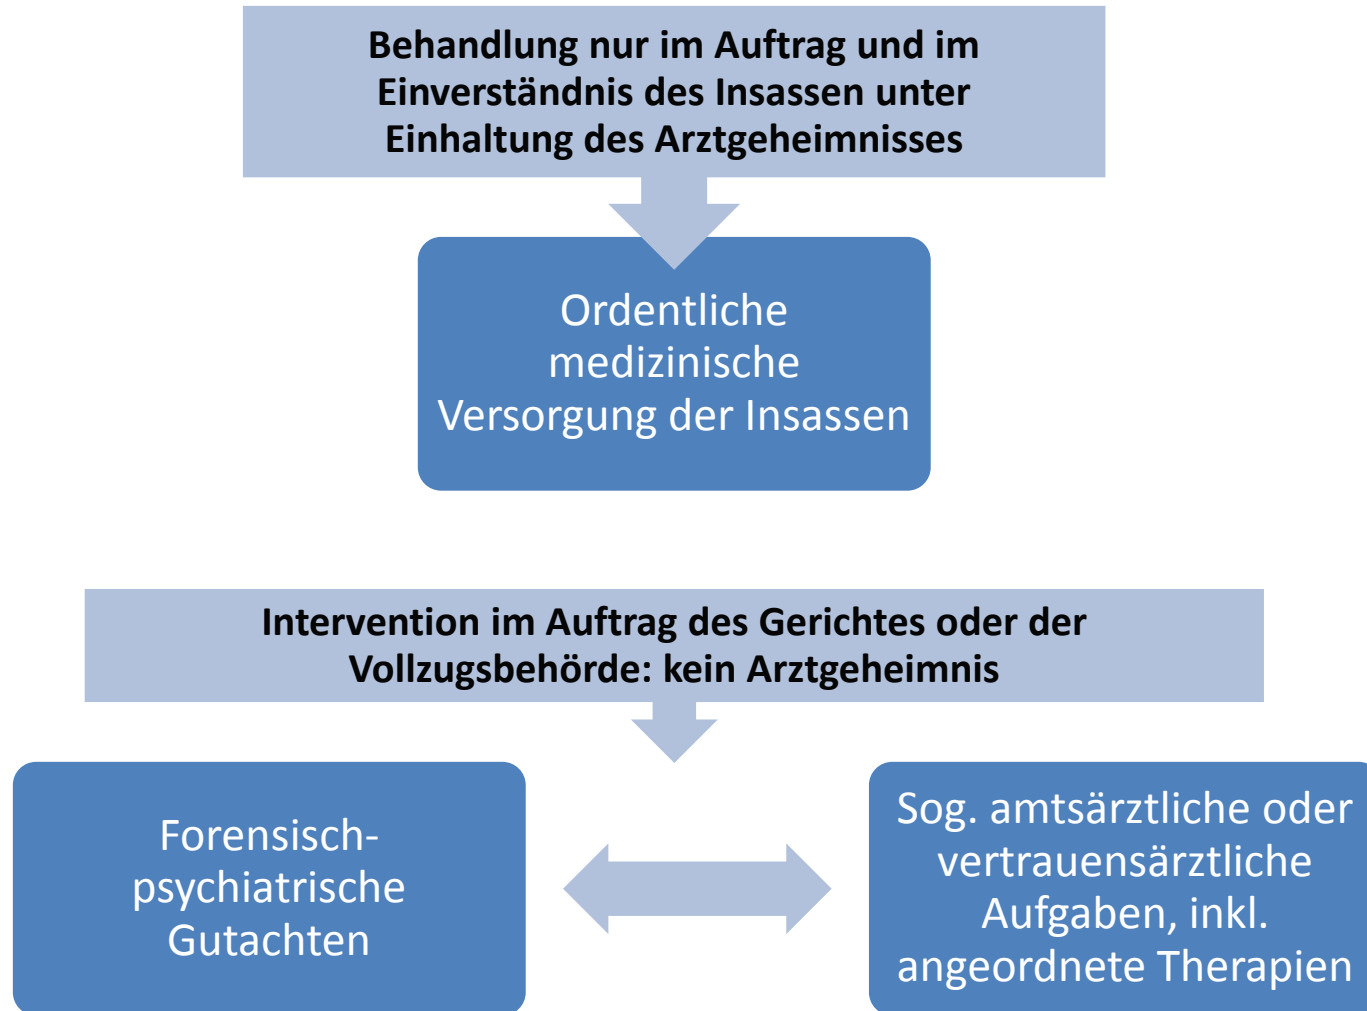 Behandlung nur im Auftrag und im
Einverständnis des Insassen unter
Einhaltung des Arztgeheimnisses
Ordentliche
medizinische
Versorgung der Insassen
Intervention im Auftrag des Gerichtes oder der
Vollzugsbehörde: kein Arztgeheimnis
Forensisch-
psychiatrische
Gutachten
Sog. amtsärztliche oder
vertrauensärztliche
Aufgaben, inkl.
angeordnete Therapien